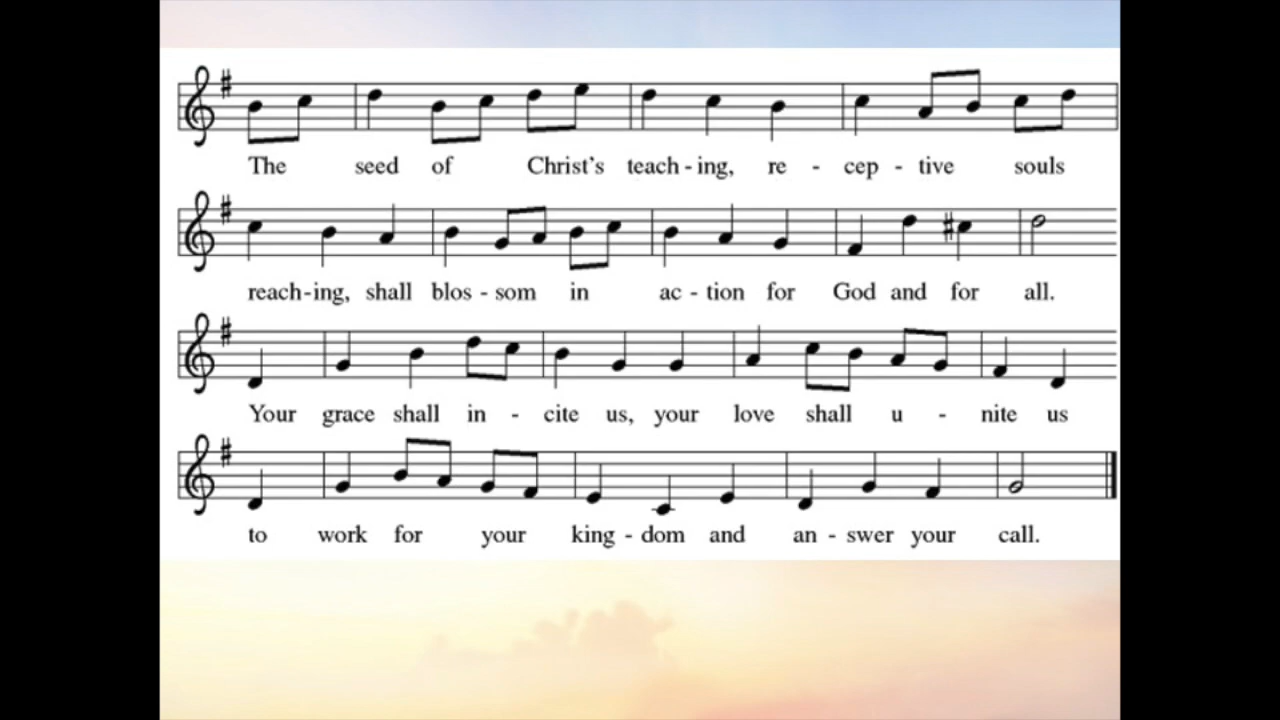 The seed of Christ's teach - ing, re - cep - tive souls
reach - ing, shall blos - som in ac - tion for God and for all.
Your grace shall in - cite us, your love shall u - nite us
to work for your king - dom and an - swer your call.